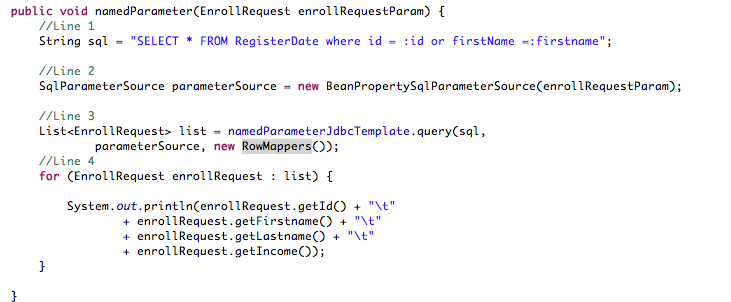 public void namedParameter(EnrollRequest enrollRequestParam) {
//Line 1
String sql = "SELECT * FROM RegisterDate where id = :id or firstName =:firstname";
//Line 2
SqlParameterSource parameterSource = new BeanPropertySqlParameterSource(enrollRequestParam);
//Line 3
List<EnrollRequest> list = namedParameterJdbcTemplate.query(sql,
parameterSource, new RowMappers());
//Line 4
for (EnrollRequest enrollRequest : list) {
System.out.println(enrollRequest.getId() + "\t"
+ enrollRequest.getFirstname() + "\t"
+ enrollRequest.getLastname() + "\t"
+ enrollRequest.getIncome());
}
}